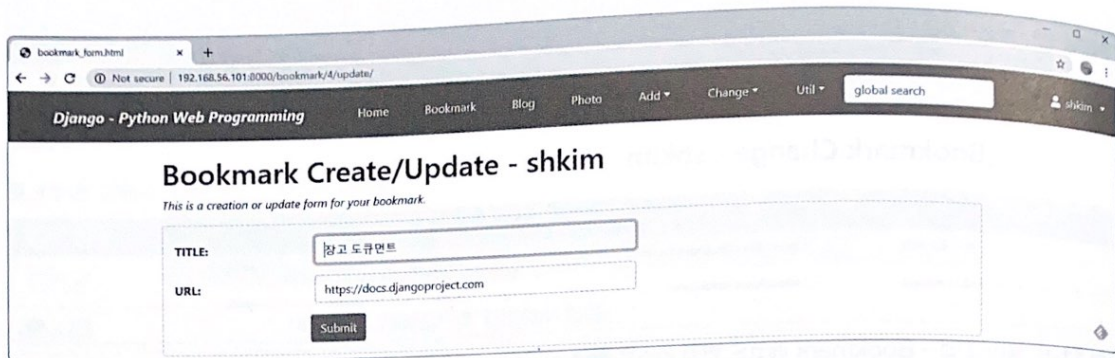 bookmark_form.html
Not secure | 192.168.56.101:8000/bookmark/4/update/
Django - Python Web Programming Home Bookmark Blog Photo Add Change Util global search shkim
Bookmark Create/Update - shkim
This is a creation or update form for your bookmark.
TITLE: 장고 도큐먼트
URL: https://docs.djangoproject.com
Submit